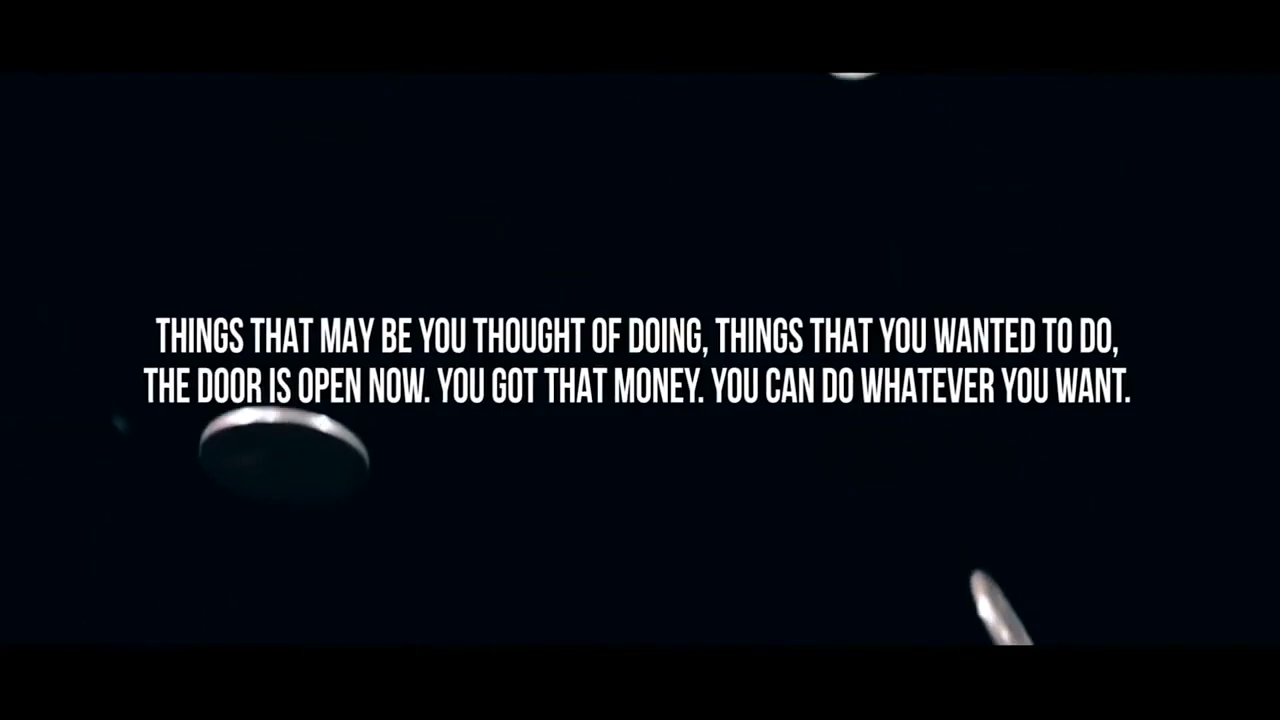 THINGS THAT MAY BE YOU THOUGHT OF DOING, THINGS THAT YOU WANTED TO DO,
THE DOOR IS OPEN NOW. YOU GOT THAT MONEY. YOU CAN DO WHATEVER YOU WANT.